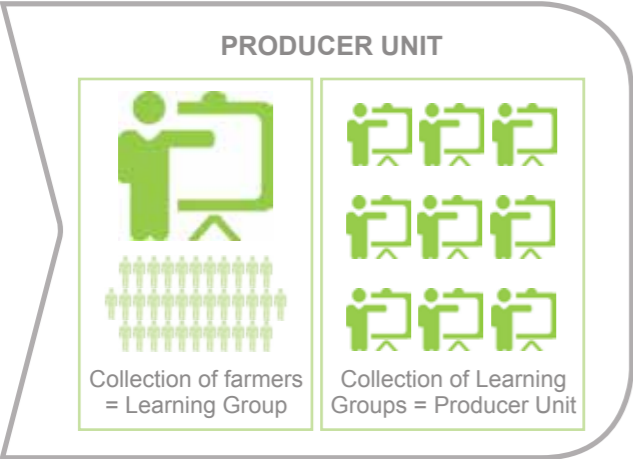 PRODUCER UNIT
Collection of farmers
= Learning Group
Collection of Learning
Groups = Producer Unit